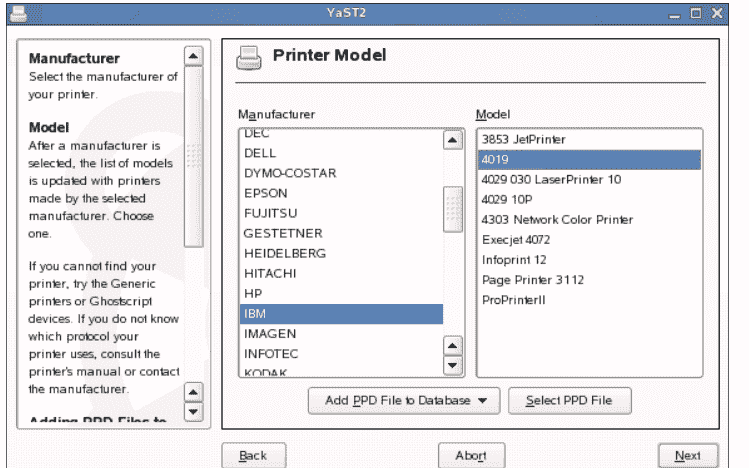 YaST2
Manufacturer
Select the manufacturer of
your printer.
Model
After a manufacturer is
selected, the list of models
is updated with printers
made by the selected
manufacturer. Choose
one.
If you cannot find your
printer, try the Generic
printers or Ghostscript
devices. If you do not know
which protocol your
printer uses, consult the
printer's manual or contact
the manufacturer.
Adding PPD Files to
Printer Model
Manufacturer
DEC
DELL
DYMO-COSTAR
EPSON
FUJITSU
GESTETNER
HEIDELBERG
HITACHI
HP
IBM
IMAGEN
INFOTEC
KODAK
Model
3853 JetPrinter
4019
4029 030 LaserPrinter 10
4029 10P
4303 Network Color Printer
Execjet 4072
Infoprint 12
Page Printer 3112
ProPrinterII
Add PPD File to Database
Select PPD File
Back
Abort
Next